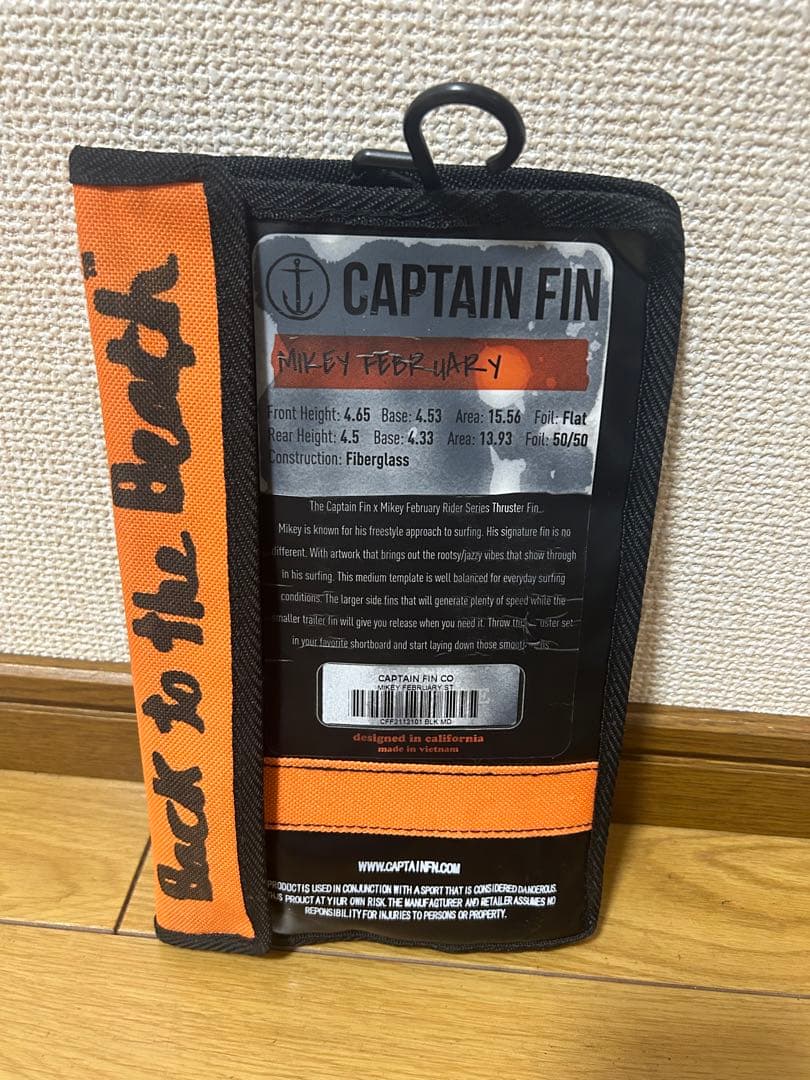 Back to the Beach
CAPTAIN FIN
MIKEY FEBRUARY
Front Height: 4.65 Base: 4.53 Area: 15.56 Foil: Flat
Rear Height: 4.5 Base: 4.33 Area: 13.93 Foil: 50/50
Construction: Fiberglass
The Captain Fin x Mikey February Rider Series Thruster Fin...
Mikey is known for his freestyle approach to surfing. His signature fin is no
different. With artwork that brings out the rootsy/jazzy vibes that show through
in his surfing. This medium template is well balanced for everyday surfing
conditions. The larger side fins that will generate plenty of speed while the
smaller trailer fin will give you release when you need it. Throw set
in your favorite shortboard and start laying down those
CAPTAIN FIN CO
MIKEY FEBRUARY ST
CFF2112101 BLK MD
designed in california
made in vietnam
WWW.CAPTAINFN.COM
PRODUCT IS USED IN CONJUNCTION WITH A SPORT THAT IS CONSIDERED DANGEROUS.
THIS PROUCT AT YIUR OWN RISK. THE MANUFAQTURER AND RETAILER ASSUMES NO
REPONSIBILITY FOR INJURIES TO PERSONS OR PROPERTY.